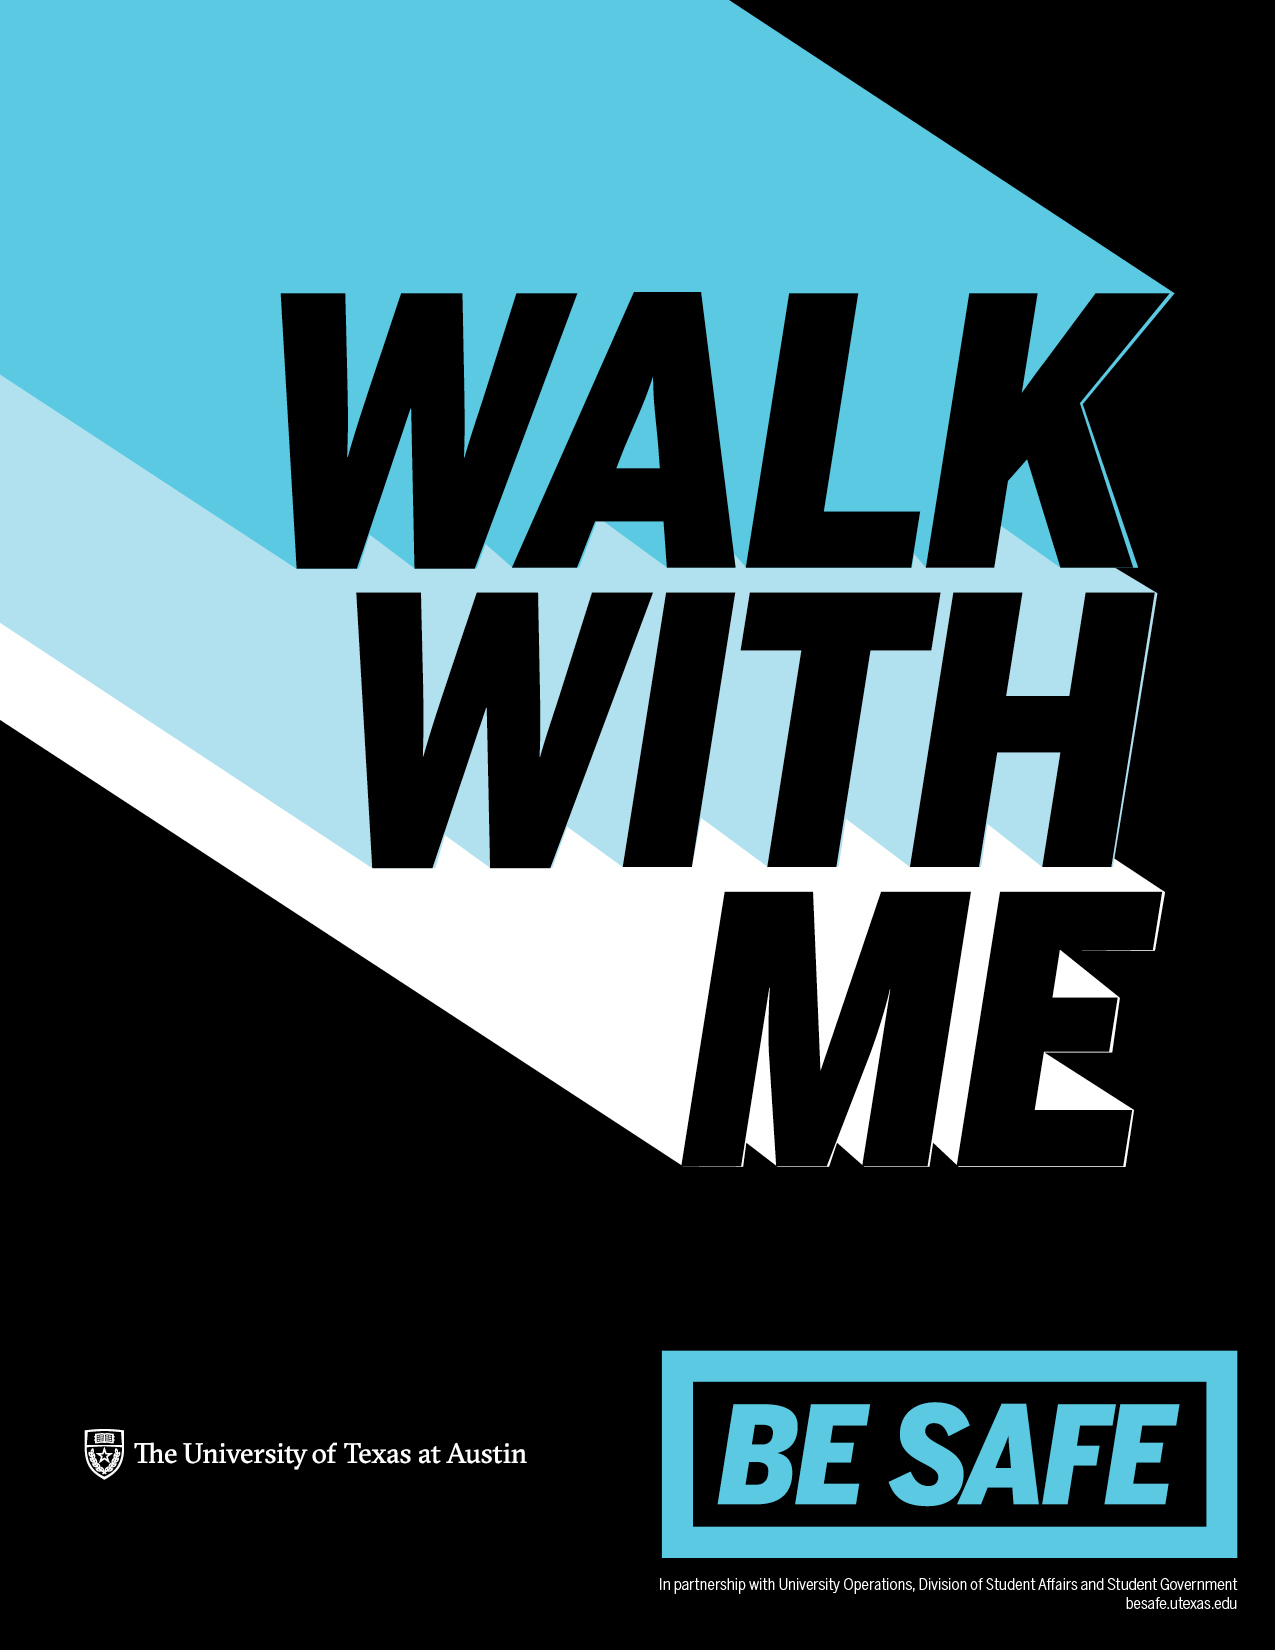 WALK
WITH
ME
The University of Texas at Austin
BE SAFE
In partnership with University Operations, Division of Student Affairs and Student Government
besafe.utexas.edu